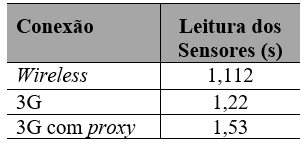 Conexão Leitura dos
Sensores (s)
Wireless 1,112
3G 1,22
3G com proxy 1,53